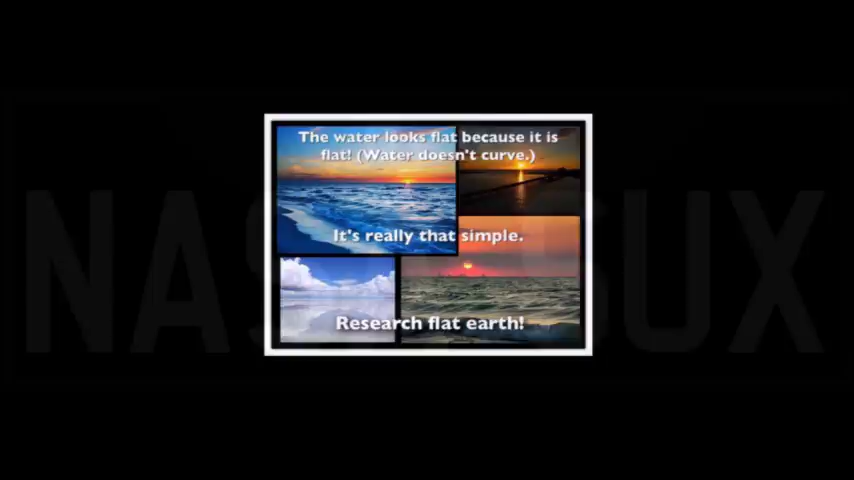 The water looks flat because it is
flat! (Water doesn't curve.)
It's really that simple.
Research flat earth!